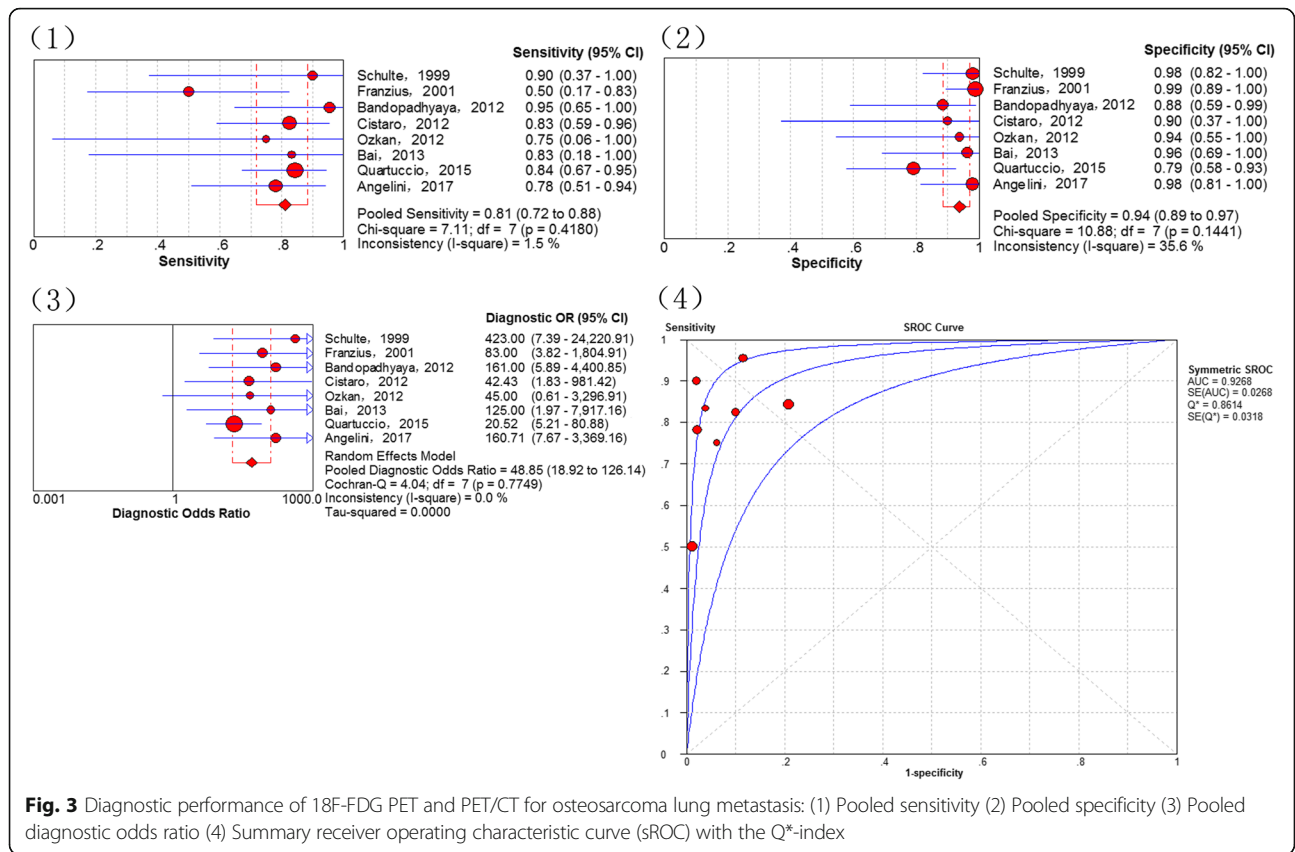 (1)
Sensitivity (95% CI)
Schulte, 1999 0.90 (0.37 - 1.00)
Franzius, 2001 0.50 (0.17 - 0.83)
Bandopadhyaya, 2012 0.95 (0.65 - 1.00)
Cistaro, 2012 0.83 (0.59 - 0.96)
Ozkan, 2012 0.75 (0.06 - 1.00)
Bai, 2013 0.83 (0.18 - 1.00)
Quartuccio, 2015 0.84 (0.67 - 0.95)
Angelini, 2017 0.78 (0.51 - 0.94)
Pooled Sensitivity = 0.81 (0.72 to 0.88)
Chi-square = 7.11; df = 7 (p = 0.4180)
Inconsistency (I-square) = 1.5 %
0 .2 .4 .6 .8 1
Sensitivity
(2)
Specificity (95% CI)
Schulte, 1999 0.98 (0.82 - 1.00)
Franzius, 2001 0.99 (0.89 - 1.00)
Bandopadhyaya, 2012 0.88 (0.59 - 0.99)
Cistaro, 2012 0.90 (0.37 - 1.00)
Ozkan, 2012 0.94 (0.55 - 1.00)
Bai, 2013 0.96 (0.69 - 1.00)
Quartuccio, 2015 0.79 (0.58 - 0.93)
Angelini, 2017 0.98 (0.81 - 1.00)
Pooled Specificity = 0.94 (0.89 to 0.97)
Chi-square = 10.88; df = 7 (p = 0.1441)
Inconsistency (I-square) = 35.6 %
0 .2 .4 .6 .8 1
Specificity
(3)
Diagnostic OR (95% CI)
Schulte, 1999 423.00 (7.39 - 24,220.91)
Franzius, 2001 83.00 (3.82 - 1,804.91)
Bandopadhyaya, 2012 161.00 (5.89 - 4,400.85)
Cistaro, 2012 42.43 (1.83 - 981.42)
Ozkan, 2012 45.00 (0.61 - 3,296.91)
Bai, 2013 125.00 (1.97 - 7,917.16)
Quartuccio, 2015 20.52 (5.21 - 80.88)
Angelini, 2017 160.71 (7.67 - 3,369.16)
Random Effects Model
Pooled Diagnostic Odds Ratio = 48.85 (18.92 to 126.14)
Cochran-Q = 4.04; df = 7 (p = 0.7749)
Inconsistency (I-square) = 0.0 %
Tau-squared = 0.0000
0.001 1 1000.0
Diagnostic Odds Ratio
(4)
Sensitivity SROC Curve
1
.9
.8
.7
.6
.5
.4
.3
.2
.1
0
0 .2 .4 .6 .8 1
1-specificity
Symmetric SROC
AUC = 0.9268
SE(AUC) = 0.0268
Q* = 0.8614
SE(Q*) = 0.0318
Fig. 3 Diagnostic performance of 18F-FDG PET and PET/CT for osteosarcoma lung metastasis: (1) Pooled sensitivity (2) Pooled specificity (3) Pooled
diagnostic odds ratio (4) Summary receiver operating characteristic curve (sROC) with the Q*-index